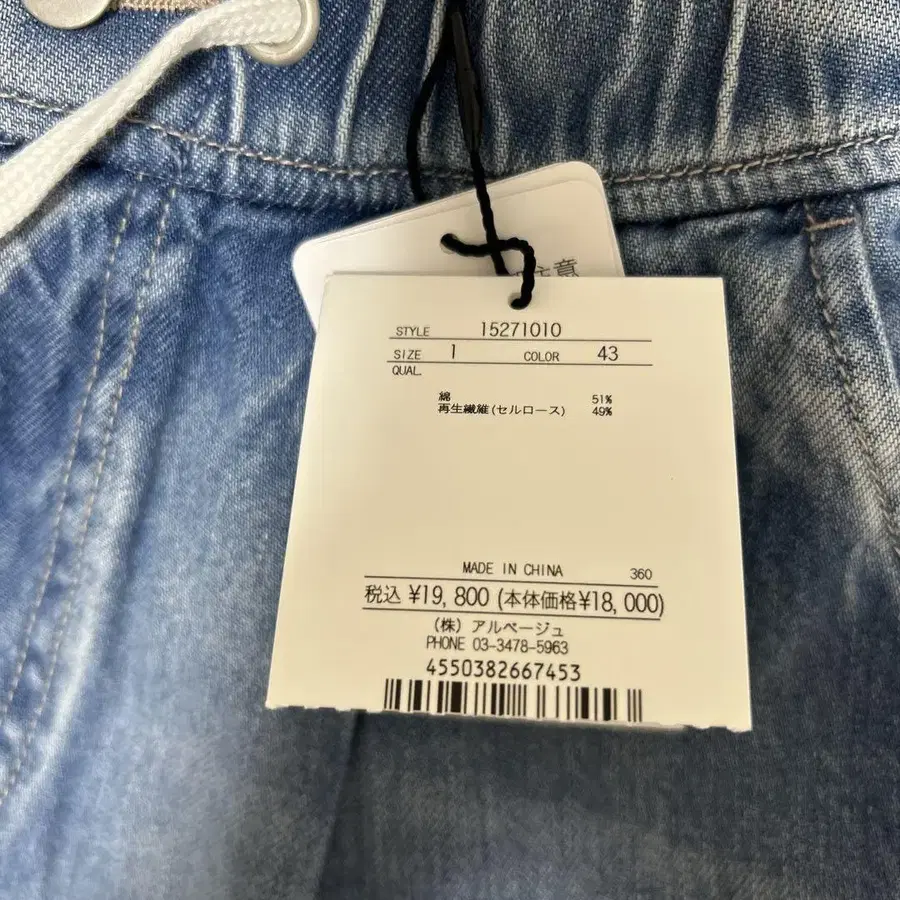 注意
STYLE 15271010
SIZE 1 COLOR 43
QUAL.
綿 51%
再生繊維(セルロース) 49%
MADE IN CHINA 360
税込 ¥19,800 (本体価格¥18,000)
(株) アルページュ
PHONE 03-3478-5963
4550382667453